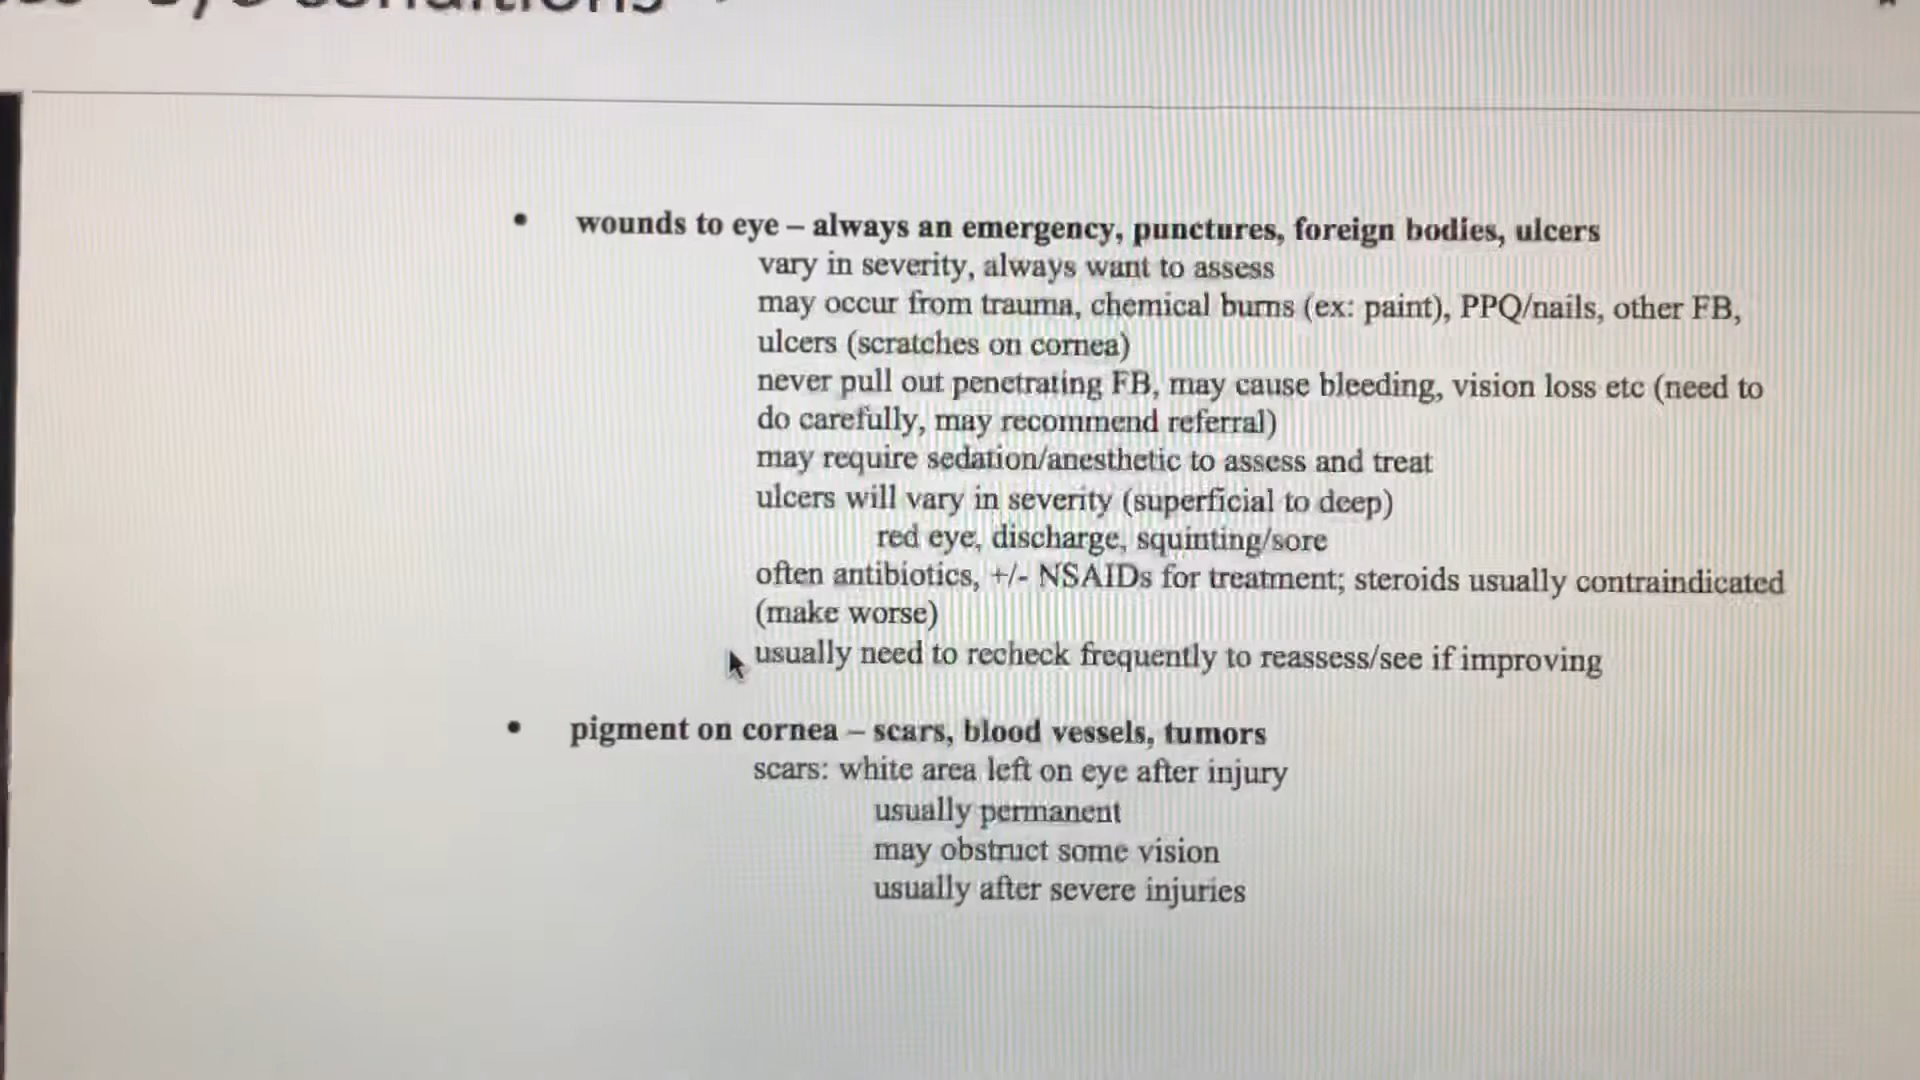 conditions
• wounds to eye – always an emergency, punctures, foreign bodies, ulcers
vary in severity, always want to assess
may occur from trauma, chemical burns (ex: paint), PPQ/nails, other FB,
ulcers (scratches on cornea)
never pull out penetrating FB, may cause bleeding, vision loss etc (need to
do carefully, may recommend referral)
may require sedation/anesthetic to assess and treat
ulcers will vary in severity (superficial to deep)
red eye, discharge, squinting/sore
often antibiotics, +/- NSAIDs for treatment; steroids usually contraindicated
(make worse)
usually need to recheck frequently to reassess/see if improving
• pigment on cornea – scars, blood vessels, tumors
scars: white area left on eye after injury
usually permanent
may obstruct some vision
usually after severe injuries